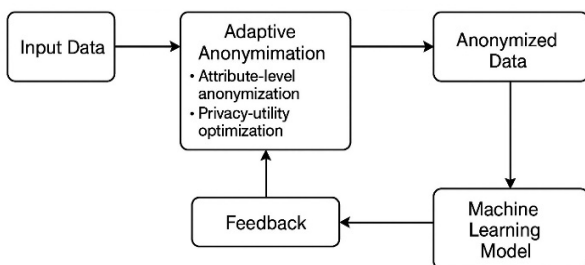 Input Data
Adaptive
Anonymimation
• Attribute-level
anonymization
• Privacy-utility
optimization
Anonymized
Data
Machine
Learning
Model
Feedback